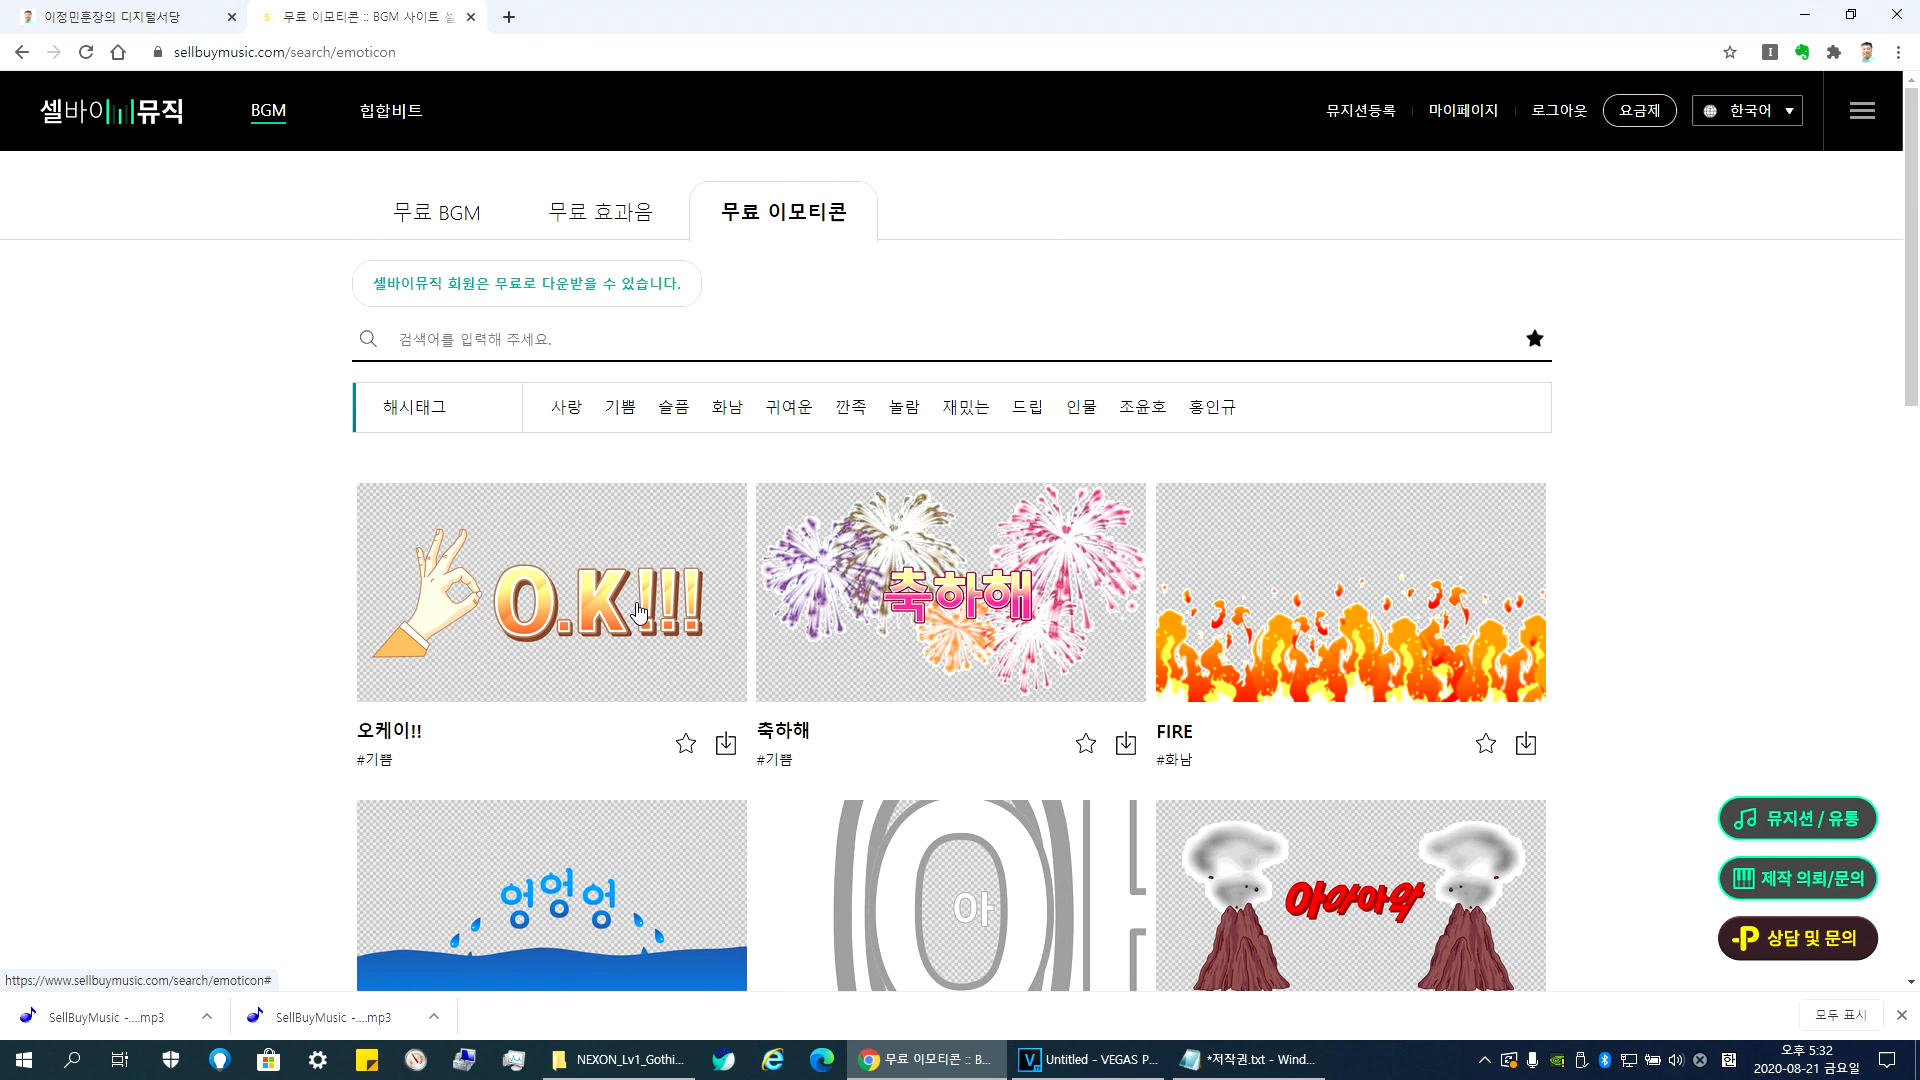 이정민훈장의 디지털서당
무료 이모티콘 :: BGM 사이트 셀
sellbuymusic.com/search/emoticon
셀바이뮤직
BGM
힙합비트
뮤지션등록
마이페이지
로그아웃
요금제
한국어
무료 BGM
무료 효과음
무료 이모티콘
셀바이뮤직 회원은 무료로 다운받을 수 있습니다.
검색어를 입력해 주세요.
해시태그
사랑 기쁨 슬픔 화남 귀여운 깐족 놀람 재밌는 드립 인물 조윤호 홍인규
O.K!!!
축하해
오케이!!
#기쁨
축하해
#기쁨
FIRE
#화남
엉엉엉
아
아아아악
뮤지션 / 유통
제작 의뢰/문의
상담 및 문의
https://www.sellbuymusic.com/search/emoticon#
SellBuyMusic -....mp3
SellBuyMusic -....mp3
모두 표시
NEXON_Lv1_Gothi...
무료 이모티콘 :: B...
Untitled - VEGAS P...
*저작권.txt - Wind...
한
오후 5:32
2020-08-21 금요일